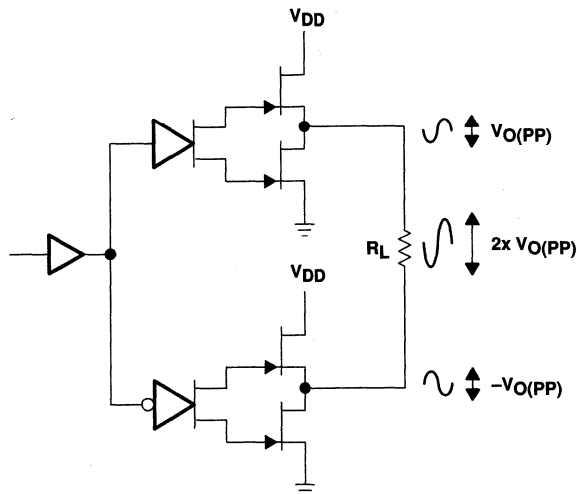 VDD
VO(PP)
RL
2x VO(PP)
VDD
–VO(PP)